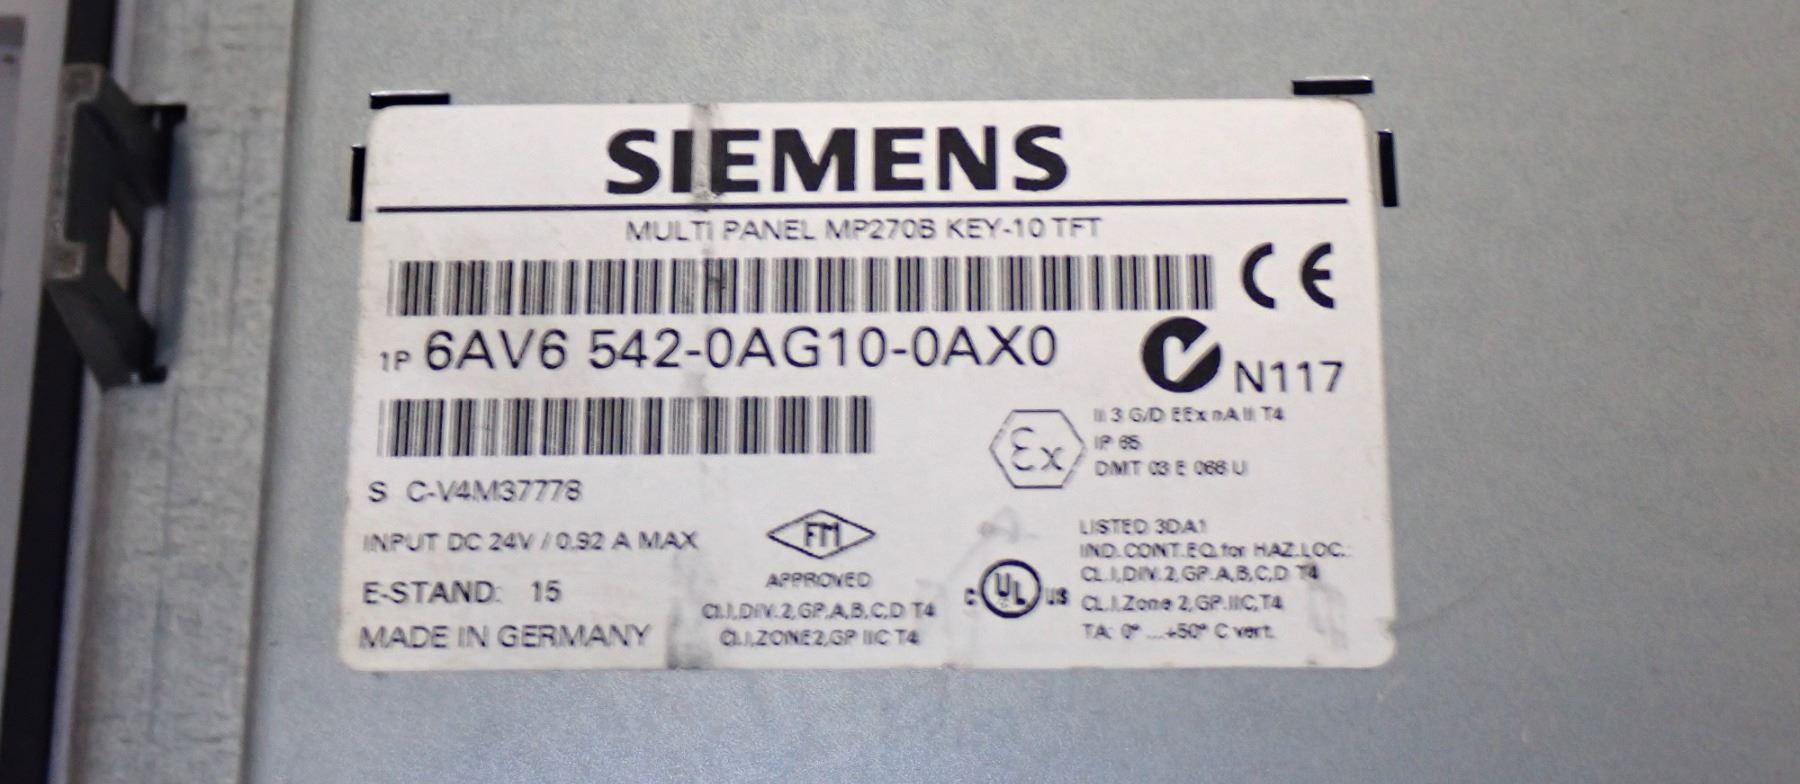 SIEMENS
MULTI PANEL MP270B KEY-10 TFT
CE
1P 6AV6 542-0AG10-0AX0
N117
Ex
II 3 G/D EEx nA II T4
IP 65
DMT 03 E 066 U
S C-V4M37778
INPUT DC 24V / 0,92 A MAX
E-STAND: 15
MADE IN GERMANY
FM
APPROVED
CL.I,DIV.2,GP.A,B,C,D T4
CL.I,ZONE2,GP IIC T4
C UL US
LISTED 3DA1
IND.CONT.EQ.for HAZ.LOC.:
CL.I,DIV.2,GP.A,B,C,D T4
CL.I.Zone 2,GP.IIC,T4
TA: 0° ...+50° C vert.